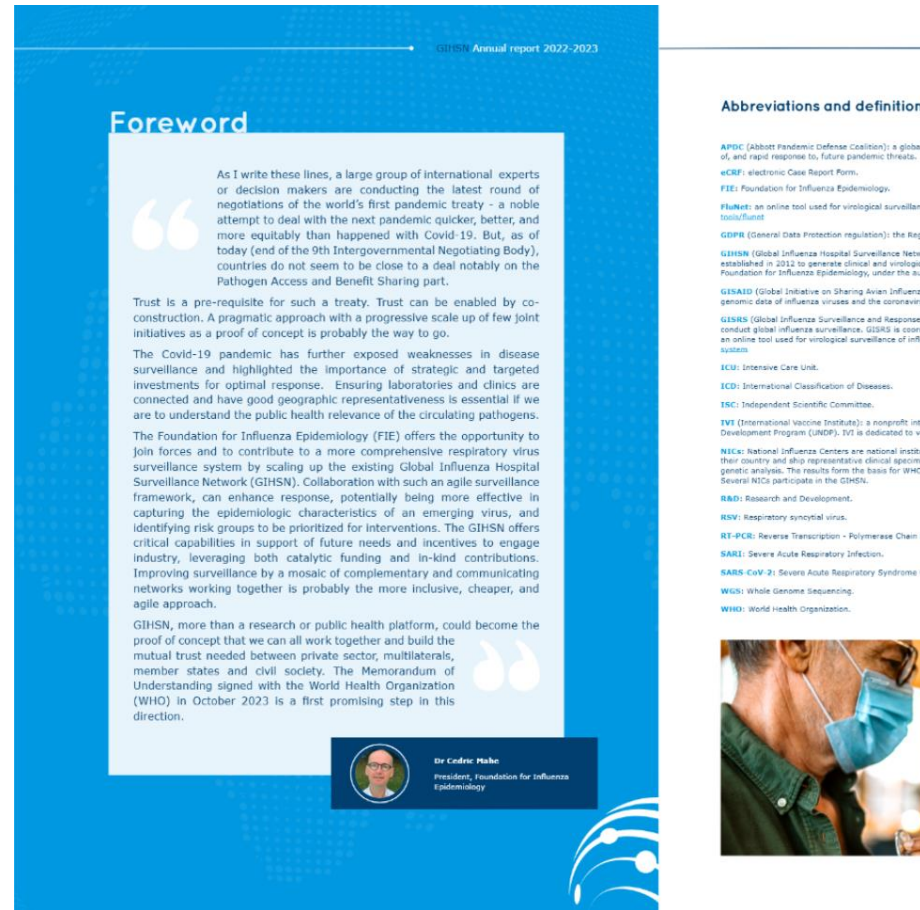 GIHSN Annual report 2022-2023
Foreword
As I write these lines, a large group of international experts
or decision makers are conducting the latest round of
negotiations of the world's first pandemic treaty - a noble
attempt to deal with the next pandemic quicker, better, and
more equitably than happened with Covid-19. But, as of
today (end of the 9th Intergovernmental Negotiating Body),
countries do not seem to be close to a deal notably on the
Pathogen Access and Benefit Sharing part.
Trust is a pre-requisite for such a treaty. Trust can be enabled by co-
construction. A pragmatic approach with a progressive scale up of few joint
initiatives as a proof of concept is probably the way to go.
The Covid-19 pandemic has further exposed weaknesses in disease
surveillance and highlighted the importance of strategic and targeted
investments for optimal response. Ensuring laboratories and clinics are
connected and have good geographic representativeness is essential if we
are to understand the public health relevance of the circulating pathogens.
The Foundation for Influenza Epidemiology (FIE) offers the opportunity to
join forces and to contribute to a more comprehensive respiratory virus
surveillance system by scaling up the existing Global Influenza Hospital
Surveillance Network (GIHSN). Collaboration with such an agile surveillance
framework, can enhance response, potentially being more effective in
capturing the epidemiologic characteristics of an emerging virus, and
identifying risk groups to be prioritized for interventions. The GIHSN offers
critical capabilities in support of future needs and incentives to engage
industry, leveraging both catalytic funding and in-kind contributions.
Improving surveillance by a mosaic of complementary and communicating
networks working together is probably the more inclusive, cheaper, and
agile approach.
GIHSN, more than a research or public health platform, could become the
proof of concept that we can all work together and build the
mutual trust needed between private sector, multilaterals,
member states and civil society. The Memorandum of
Understanding signed with the World Health Organization
(WHO) in October 2023 is a first promising step in this
direction.
Dr Cedric Mahe
President, Foundation for Influenza
Epidemiology
Abbreviations and definition
APDC (Abbott Pandemic Defense Coalition): a globa
of, and rapid response to, future pandemic threats.
eCRF: electronic Case Report Form.
FIE: Foundation for Influenza Epidemiology.
FluNet: an online tool used for virological surveillan
tools/flunet
GDPR (General Data Protection regulation): the Reg
GIHSN (Global Influenza Hospital Surveillance Netw
established in 2012 to generate clinical and virologic
Foundation for Influenza Epidemiology, under the au
GISAID (Global Initiative on Sharing Avian Influenz
genomic data of influenza viruses and the coronavir
GISRS (Global Influenza Surveillance and Response
conduct global influenza surveillance. GISRS is coor
an online tool used for virological surveillance of infl
system
ICU: Intensive Care Unit.
ICD: International Classification of Diseases.
ISC: Independent Scientific Committee.
IVI (International Vaccine Institute): a nonprofit int
Development Program (UNDP). IVI is dedicated to v
NICs: National Influenza Centers are national instit
their country and ship representative clinical specim
genetic analysis. The results form the basis for WHO
Several NICs participate in the GIHSN.
R&D: Research and Development.
RSV: Respiratory syncytial virus.
RT-PCR: Reverse Transcription - Polymerase Chain
SARI: Severe Acute Respiratory Infection.
SARS-CoV-2: Severe Acute Respiratory Syndrome
WGS: Whole Genome Sequencing.
WHO: World Health Organization.